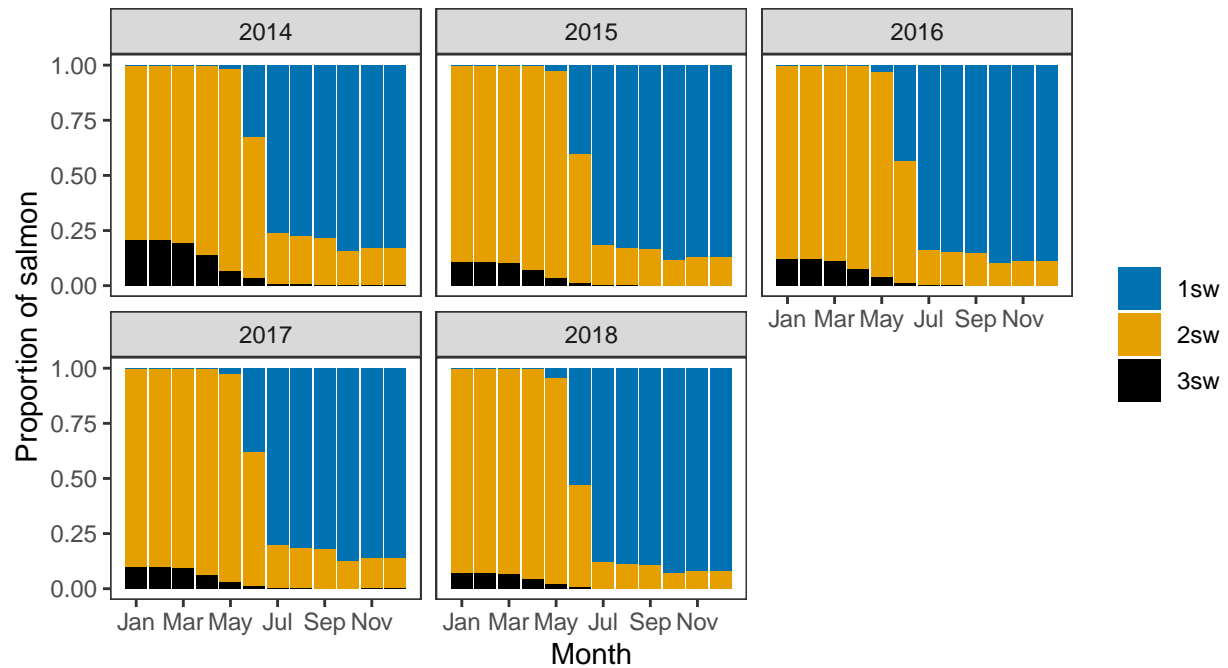 2014 2015 2016
1.00
0.75
0.50
0.25
0.00
Jan Mar May Jul Sep Nov
2017 2018
1.00
0.75
0.50
0.25
0.00
Jan Mar May Jul Sep Nov Jan Mar May Jul Sep Nov
Month
Proportion of salmon
1sw
2sw
3sw